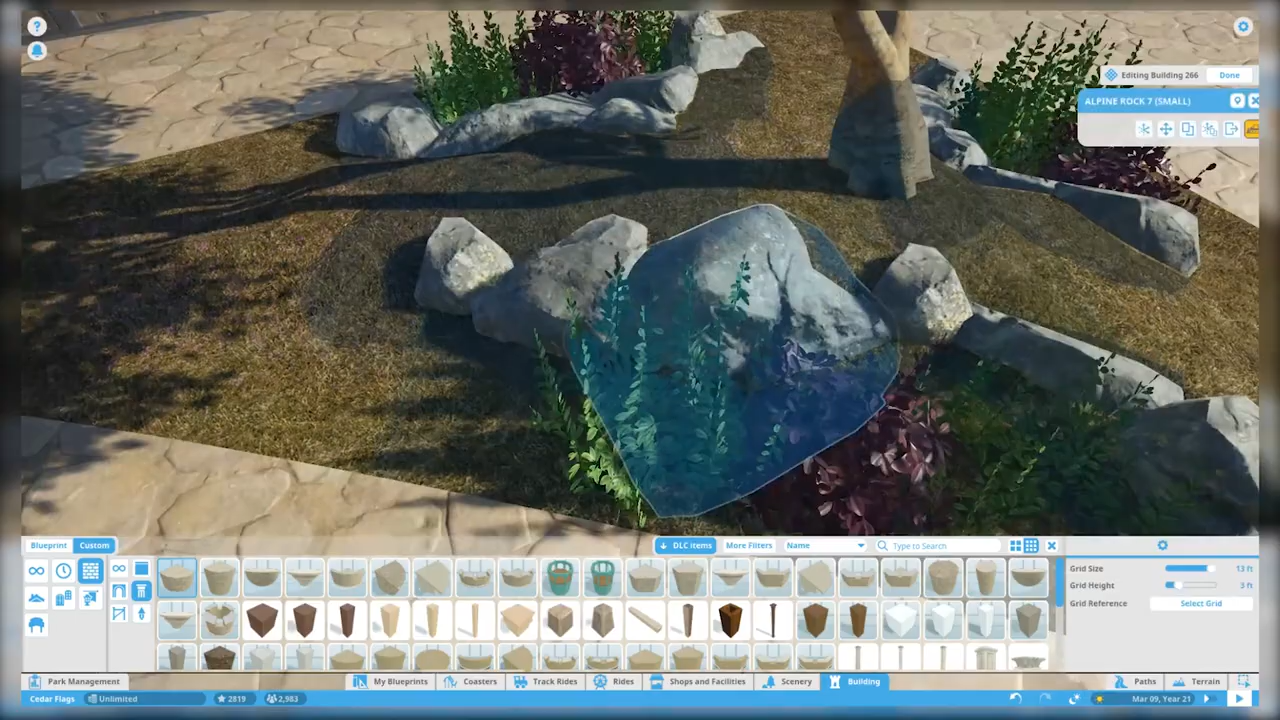 ?
Editing Building 266 Done
ALPINE ROCK 7 (SMALL)
Blueprint Custom DLC items More Filters Name Type to Search
Grid Size 13 ft
Grid Height 3 ft
Grid Reference Select Grid
Park Management My Blueprints Coasters Track Rides Rides Shops and Facilities Scenery Building Paths Terrain
Cedar Flags Unlimited 2819 2,983 Mar 09, Year 21